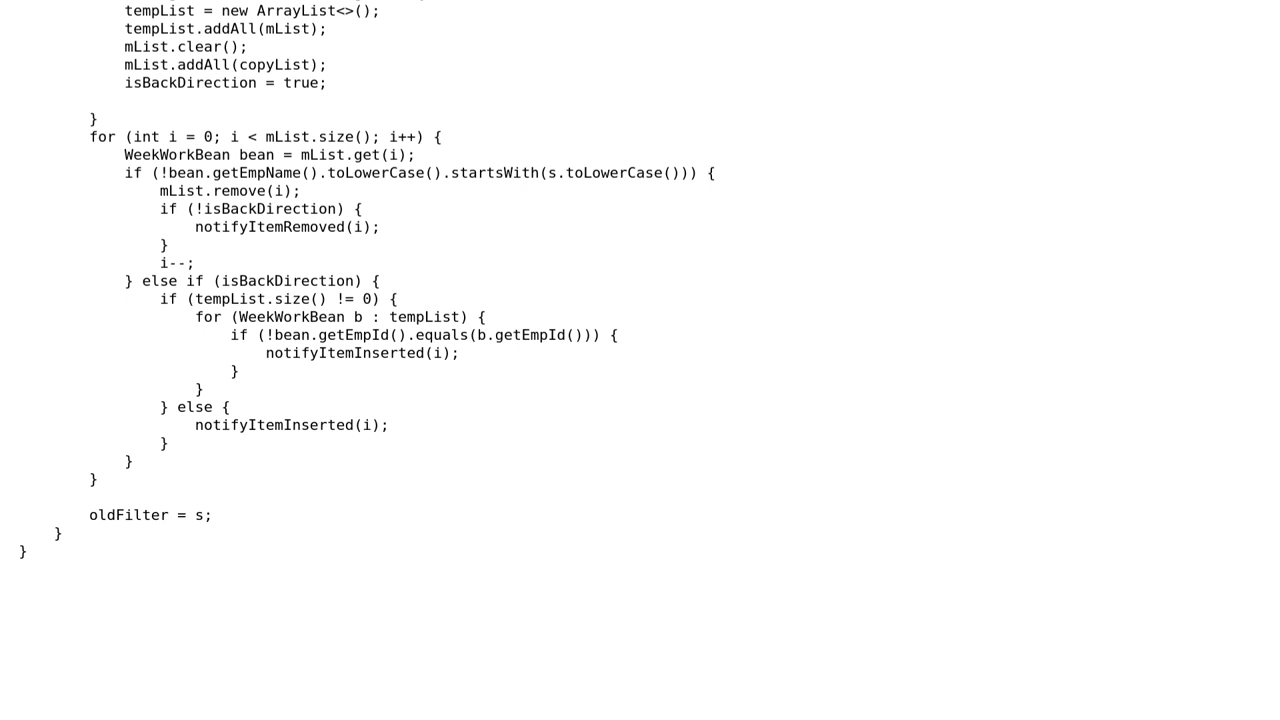 tempList = new ArrayList<>();
tempList.addAll(mList);
mList.clear();
mList.addAll(copyList);
isBackDirection = true;
}
for (int i = 0; i < mList.size(); i++) {
WeekWorkBean bean = mList.get(i);
if (!bean.getEmpName().toLowerCase().startsWith(s.toLowerCase())) {
mList.remove(i);
if (!isBackDirection) {
notifyItemRemoved(i);
}
i--;
} else if (isBackDirection) {
if (tempList.size() != 0) {
for (WeekWorkBean b : tempList) {
if (!bean.getEmpId().equals(b.getEmpId())) {
notifyItemInserted(i);
}
}
} else {
notifyItemInserted(i);
}
}
}
oldFilter = s;
}
}